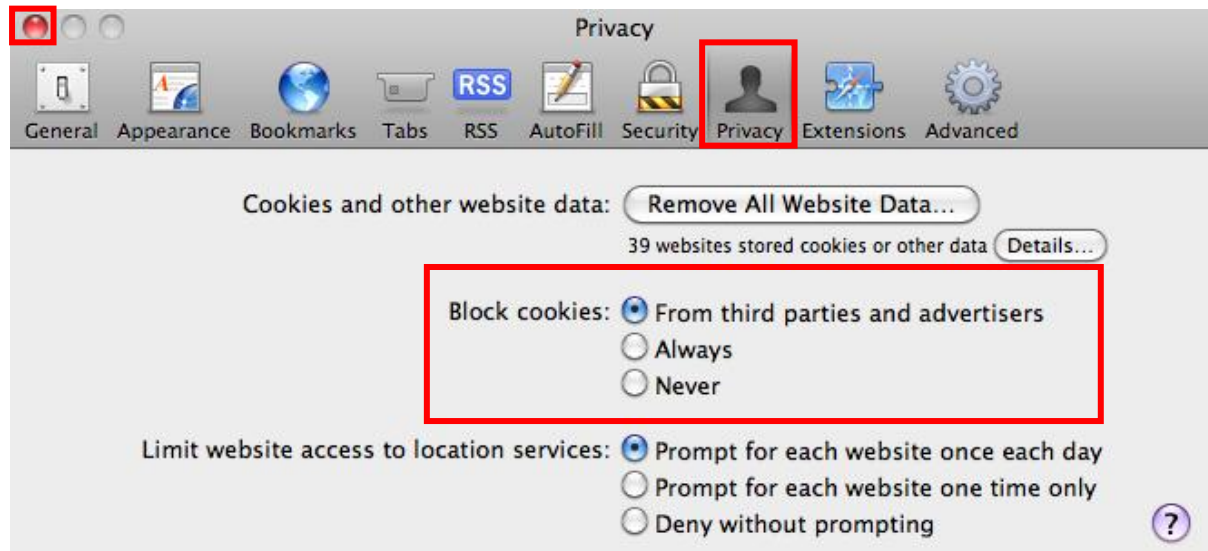 Privacy
General Appearance Bookmarks Tabs RSS RSS AutoFill Security Privacy Extensions Advanced
Cookies and other website data: Remove All Website Data...
39 websites stored cookies or other data Details...
Block cookies: From third parties and advertisers
Always
Never
Limit website access to location services: Prompt for each website once each day
Prompt for each website one time only
Deny without prompting
?